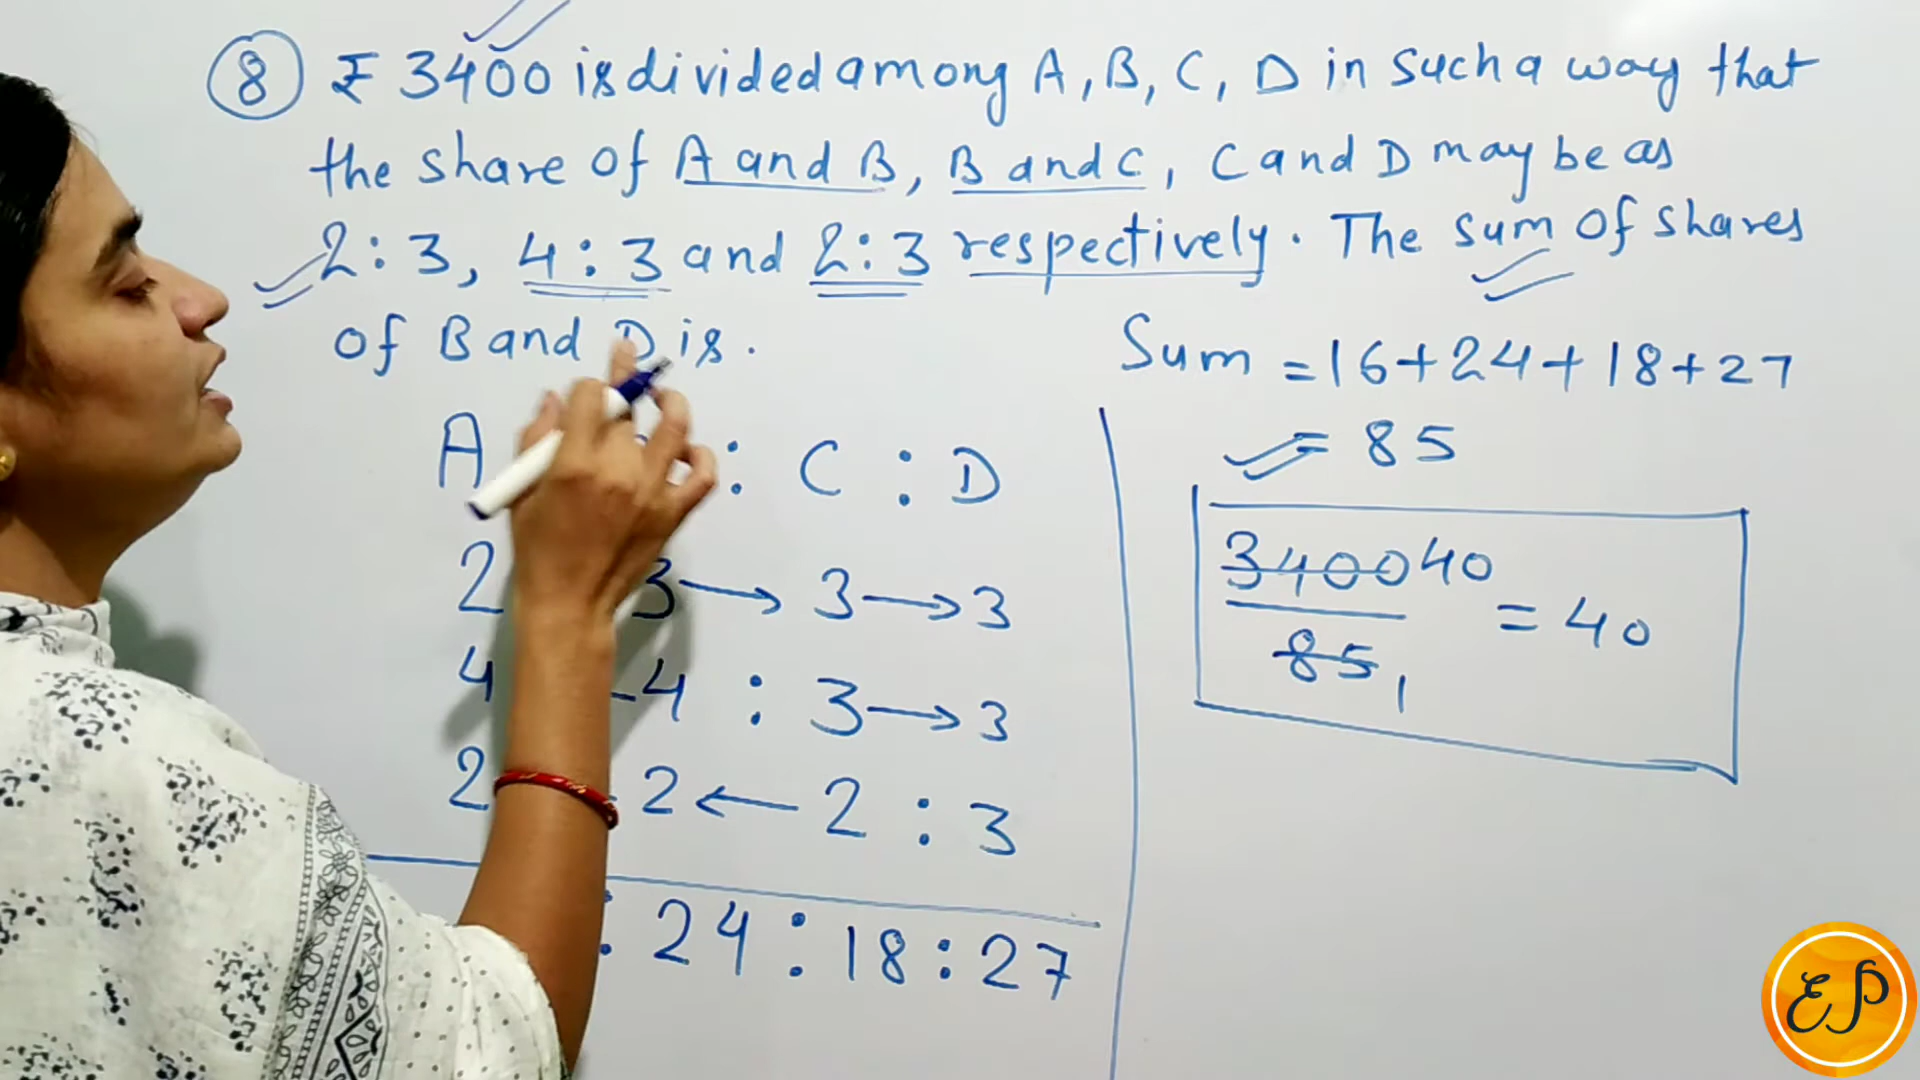 8 ₹ 3400 is divided among A, B, C, D in such a way that
the share of A and B, B and C, C and D may be as
2:3, 4:3 and 2:3 respectively. The sum of shares
of B and D is.
Sum = 16+24+18+27
= 85
A : C : D
2 3 → 3 → 3
4 4 : 3 → 3
2 2 ← 2 : 3
: 24 : 18 : 27
3400 40
85 1
= 40
EP